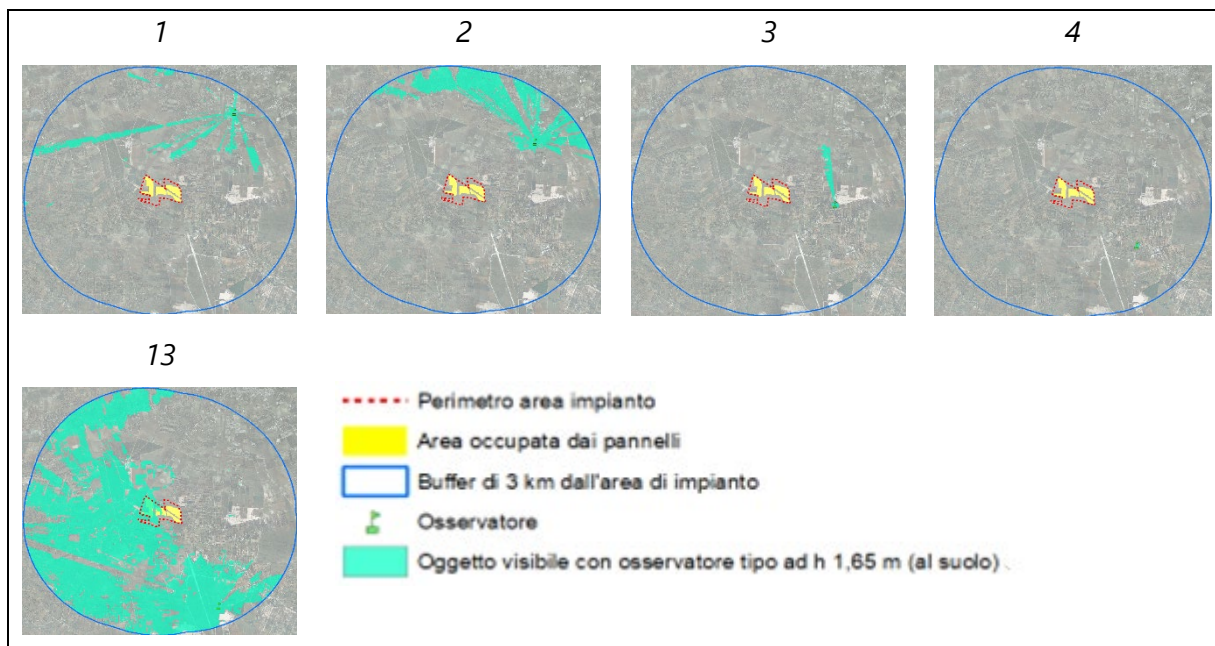 1 2 3 4
13
Perimetro area impianto
Area occupata dai pannelli
Buffer di 3 km dall'area di impianto
Osservatore
Oggetto visibile con osservatore tipo ad h 1,65 m (al suolo)